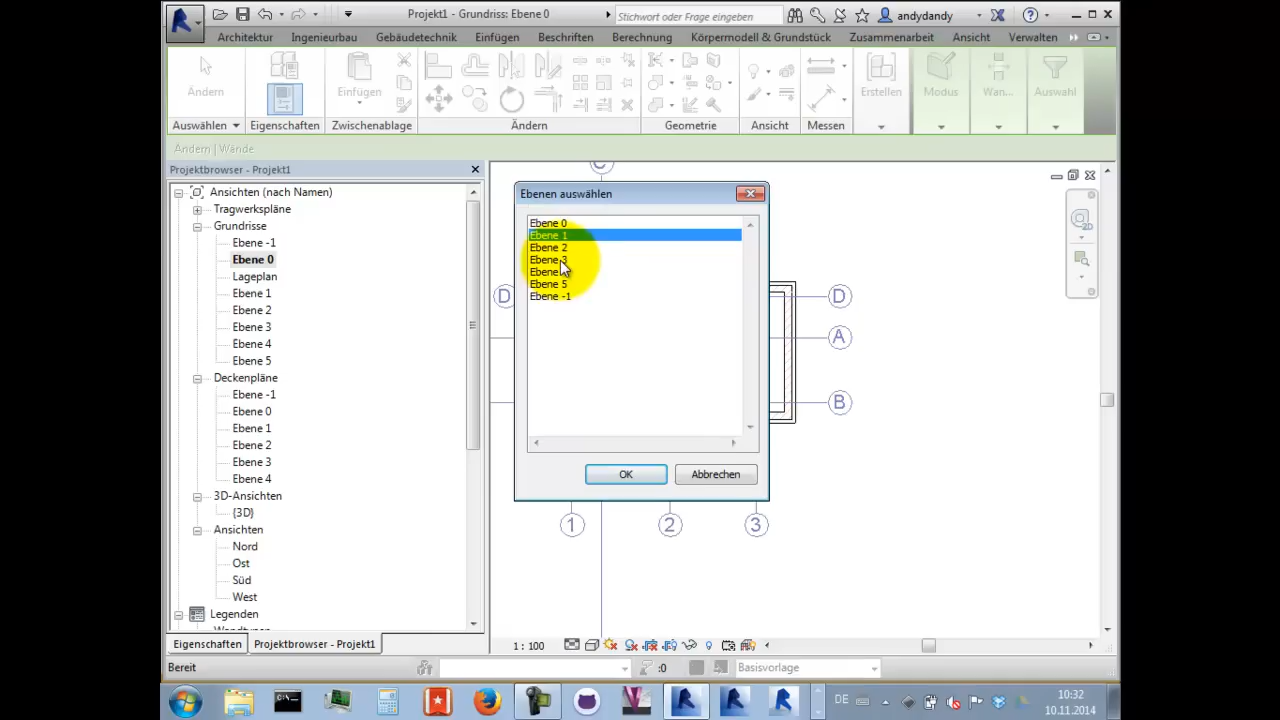 Projekt1 - Grundriss: Ebene 0
Stichwort oder Frage eingeben
andydandy
Architektur
Ingenieurbau
Gebäudetechnik
Einfügen
Beschriften
Berechnung
Körpermodell & Grundstück
Zusammenarbeit
Ansicht
Verwalten
Ändern
Einfügen
Erstellen
Modus
Wan...
Auswahl
Auswählen
Eigenschaften
Zwischenablage
Ändern
Geometrie
Ansicht
Messen
Ändern | Wände
Projektbrowser - Projekt1
Ansichten (nach Namen)
Tragwerkspläne
Grundrisse
Ebene -1
Ebene 0
Lageplan
Ebene 1
Ebene 2
Ebene 3
Ebene 4
Ebene 5
Deckenpläne
Ebene -1
Ebene 0
Ebene 1
Ebene 2
Ebene 3
Ebene 4
3D-Ansichten
{3D}
Ansichten
Nord
Ost
Süd
West
Legenden
Eigenschaften
Projektbrowser - Projekt1
C
Ebenen auswählen
Ebene 0
Ebene 1
Ebene 2
Ebene 3
Ebene
Ebene 5
Ebene -1
OK
Abbrechen
D
D
A
B
1
2
3
2D
1 : 100
Bereit
:0
Basisvorlage
DE
10:32
10.11.2014